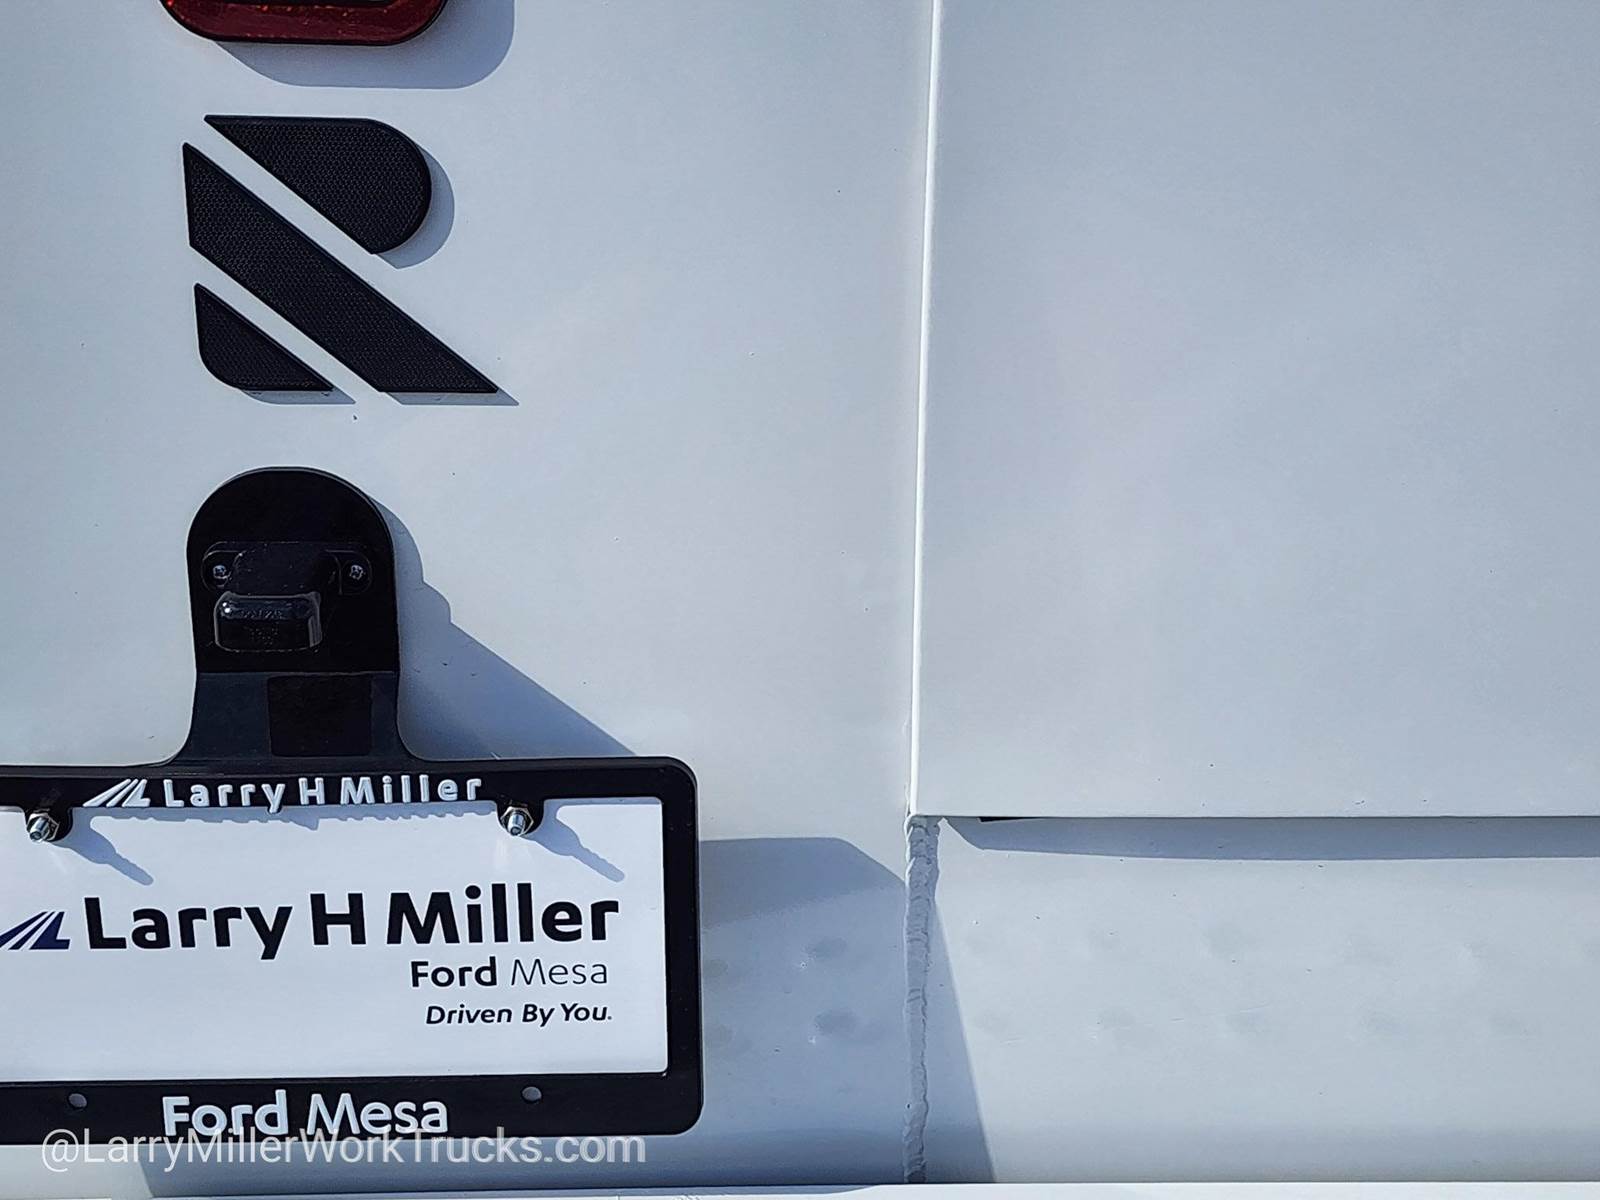 Larry H Miller
Larry H Miller
Ford Mesa
Driven By You.
Ford Mesa
@LarryMillerWorkTrucks.com